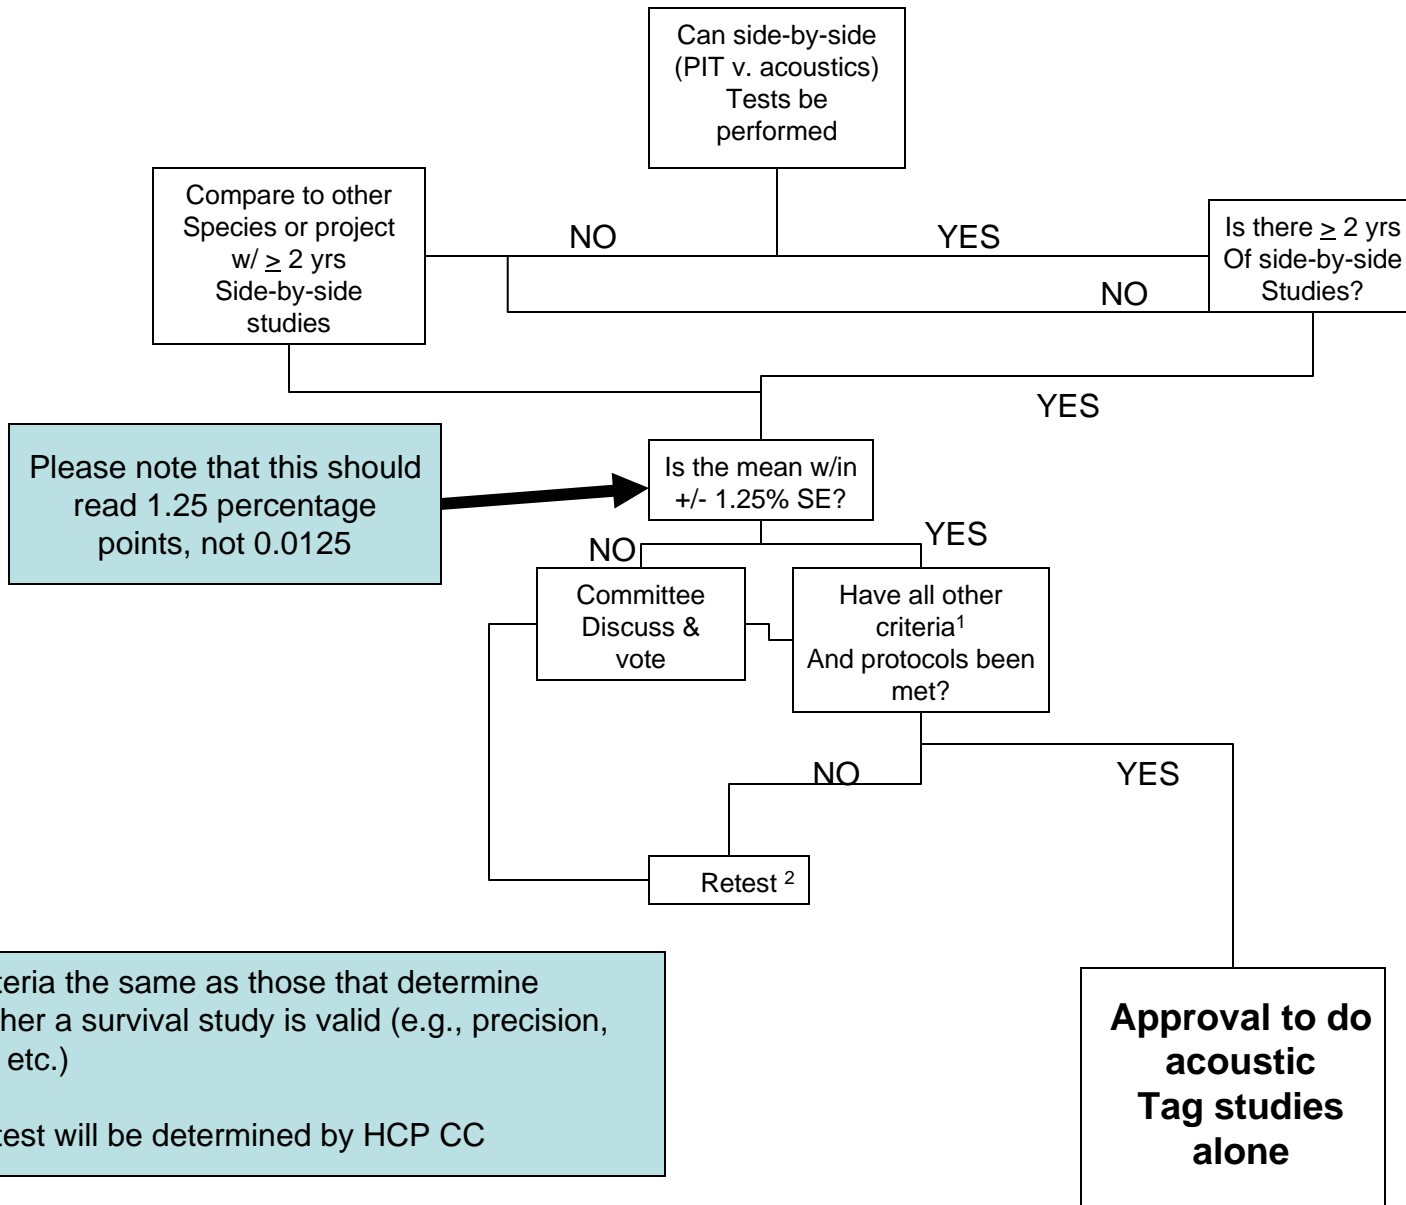 Can side-by-side
(PIT v. acoustics)
Tests be
performed
Compare to other
Species or project
w/ ≥ 2 yrs
Side-by-side
studies
NO
YES
Is there ≥ 2 yrs
Of side-by-side
Studies?
NO
YES
Please note that this should
read 1.25 percentage
points, not 0.0125
Is the mean w/in
+/- 1.25% SE?
NO
YES
Committee
Discuss &
vote
Have all other
criteria¹
And protocols been
met?
NO
YES
Retest ²
teria the same as those that determine
her a survival study is valid (e.g., precision,
etc.)
test will be determined by HCP CC
Approval to do
acoustic
Tag studies
alone